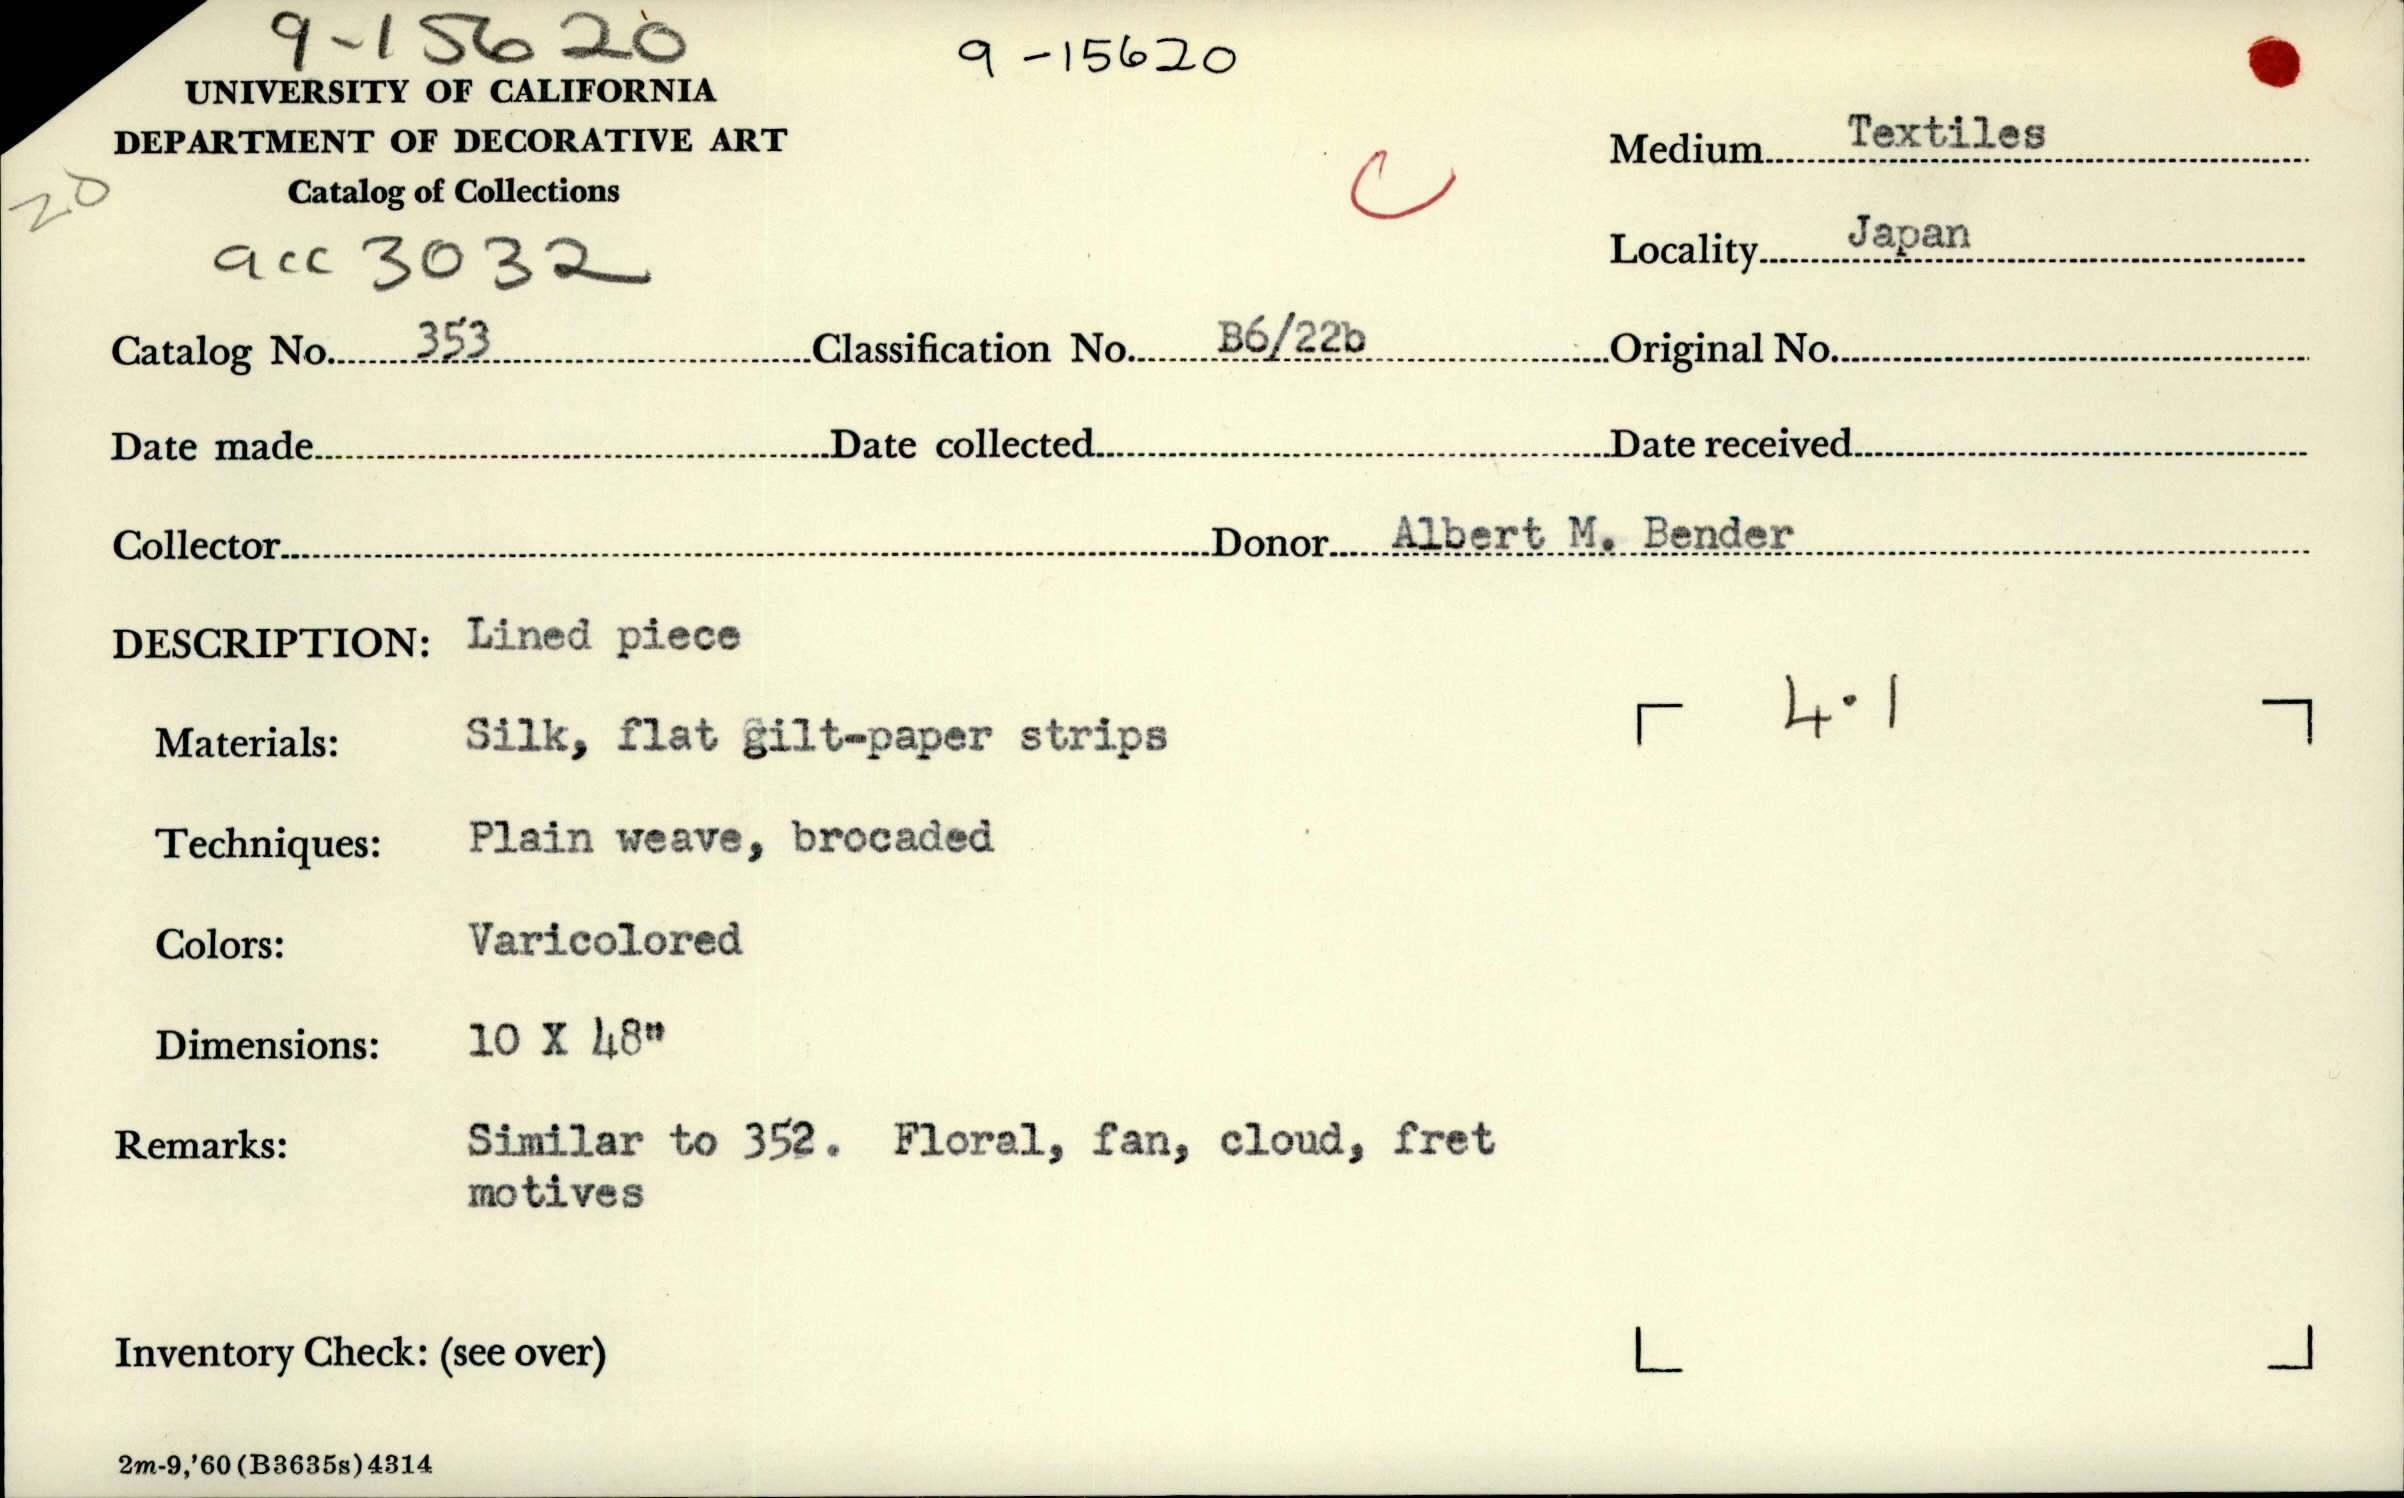 9-15620
9-15620
UNIVERSITY OF CALIFORNIA
DEPARTMENT OF DECORATIVE ART
Catalog of Collections
20
acc 3032
C
Medium Textiles
Locality Japan
Catalog No. 353 Classification No. B6/22b Original No.
Date made Date collected Date received
Collector Donor Albert M. Bender
DESCRIPTION: Lined piece
4.1
Materials: Silk, flat gilt-paper strips
Techniques: Plain weave, brocaded
Colors: Varicolored
Dimensions: 10 X 48"
Remarks: Similar to 352. Floral, fan, cloud, fret
motives
Inventory Check: (see over)
2m-9,'60(B3635s)4314